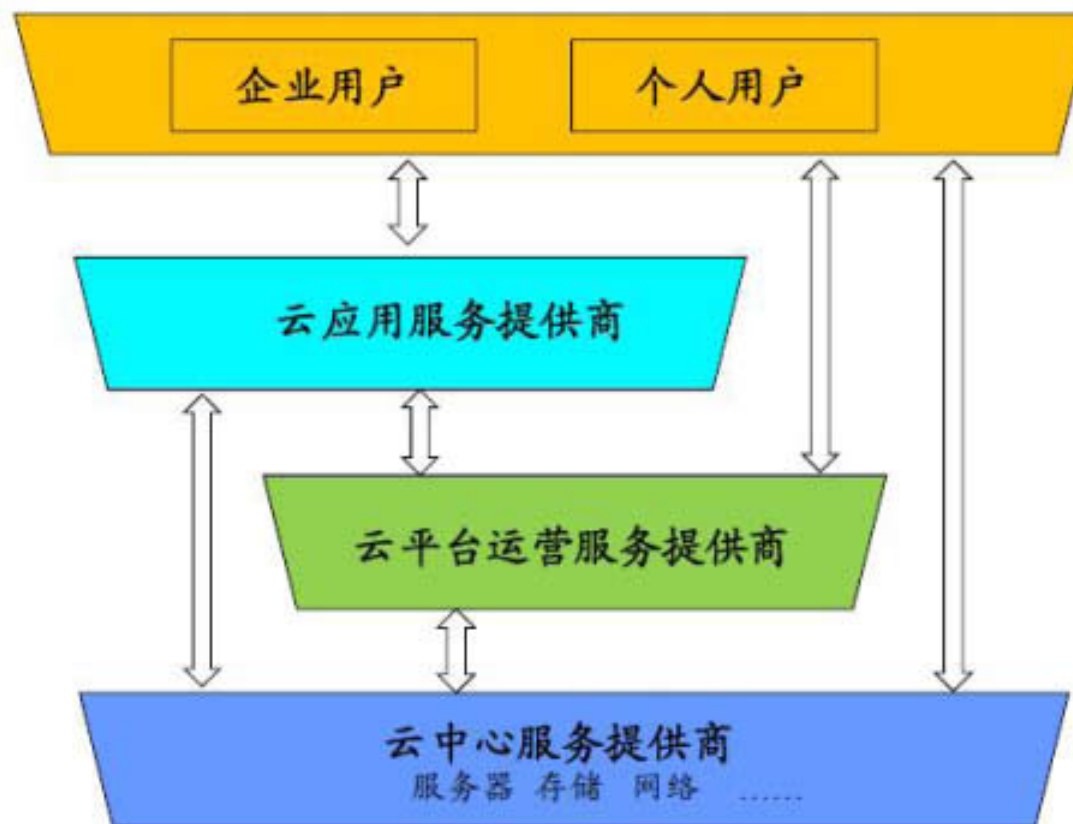 企业用户 个人用户
云应用服务提供商
云平台运营服务提供商
云中心服务提供商
服务器 存储 网络 ......